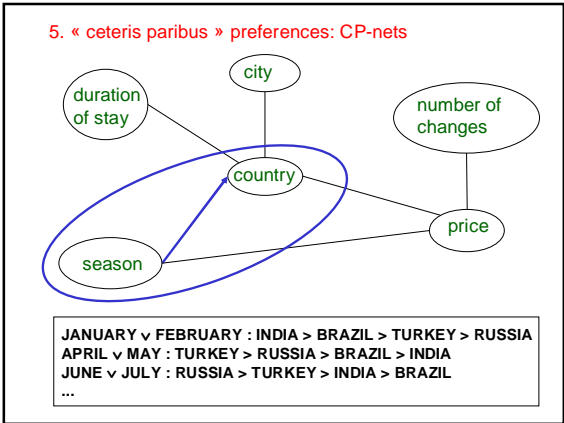 5. « ceteris paribus » preferences: CP-nets
city
duration
of stay
number of
changes
country
price
season
JANUARY v FEBRUARY : INDIA > BRAZIL > TURKEY > RUSSIA
APRIL v MAY : TURKEY > RUSSIA > BRAZIL > INDIA
JUNE v JULY : RUSSIA > TURKEY > INDIA > BRAZIL
...